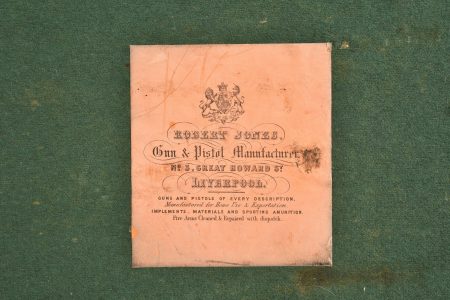 ROBERT JONES,
Gun & Pistol Manufacturer,
No. 5, GREAT HOWARD St
LIVERPOOL.
GUNS AND PISTOLS OF EVERY DESCRIPTION,
Manufactured for Home Use & Exportation
IMPLEMENTS, MATERIALS AND SPORTING AMUNITION.
Fire Arms Cleaned & Repaired with dispatch.